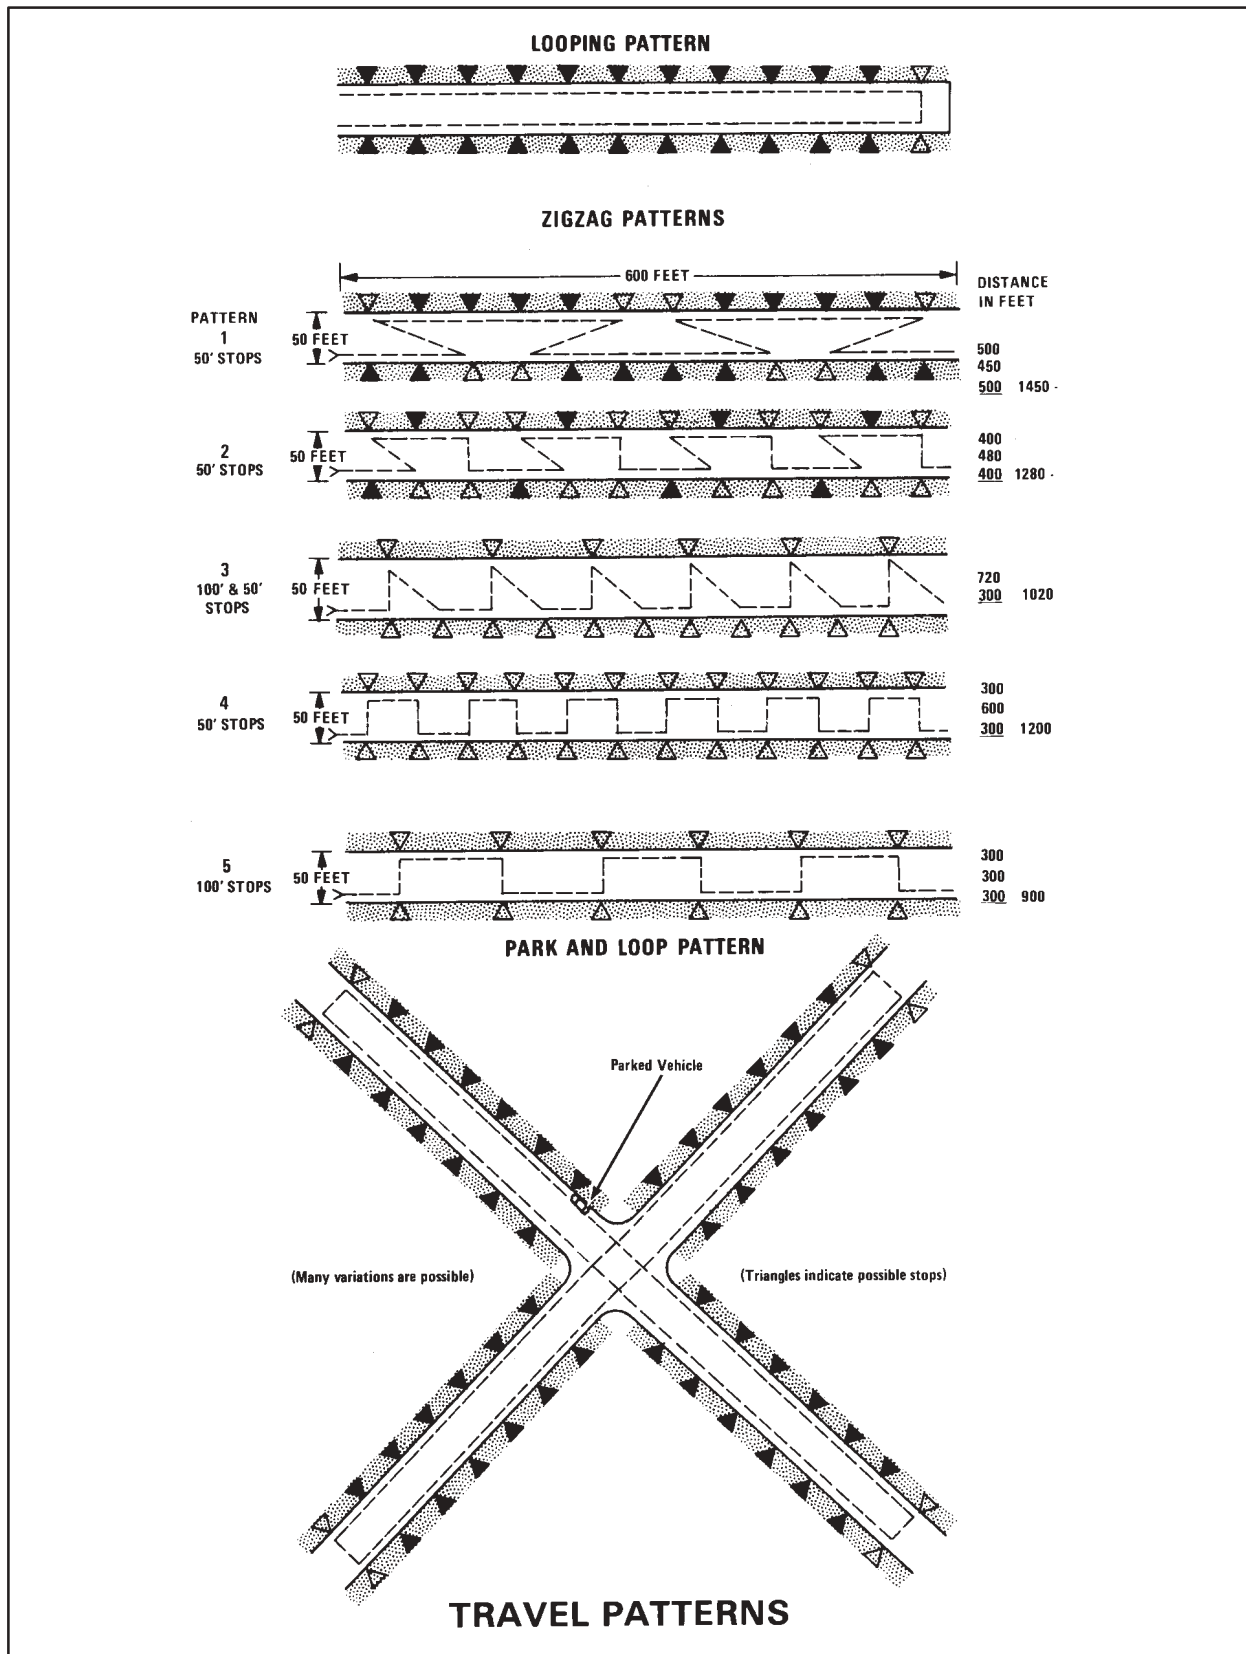 LOOPING PATTERN
ZIGZAG PATTERNS
600 FEET
DISTANCE
IN FEET
PATTERN
1
50' STOPS
50 FEET
500
450
500 1450
2
50' STOPS
50 FEET
400
480
400 1280
3
100' & 50'
STOPS
50 FEET
720
300 1020
4
50' STOPS
50 FEET
300
600
300 1200
5
100' STOPS
50 FEET
300
300
300 900
PARK AND LOOP PATTERN
Parked Vehicle
(Many variations are possible)
(Triangles indicate possible stops)
TRAVEL PATTERNS